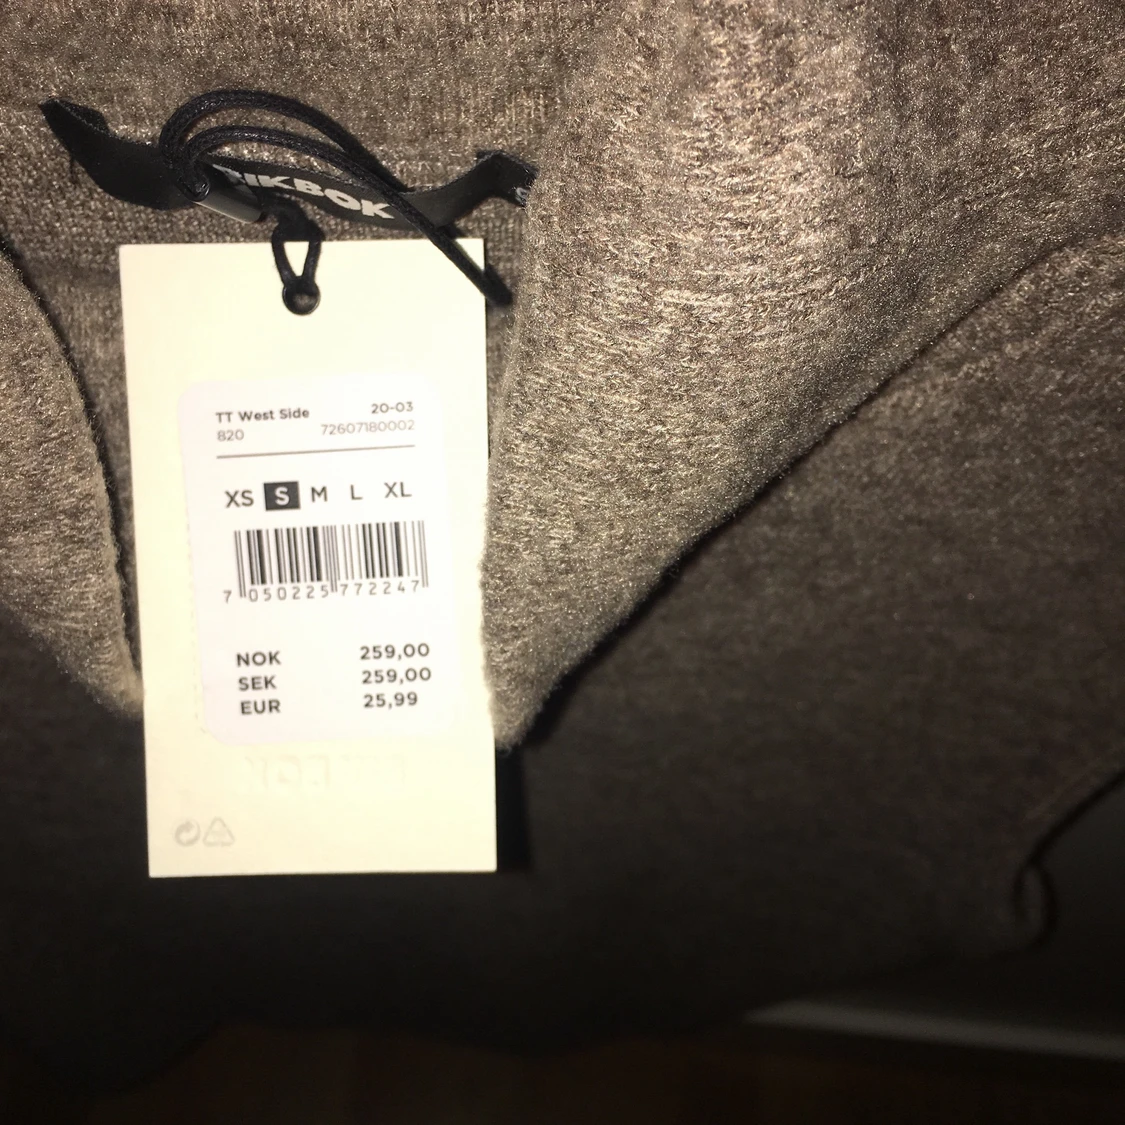 BIKBOK
TT West Side 20-03
820 72607180002
XS S M L XL
7 050225 772247
NOK 259,00
SEK 259,00
EUR 25,99